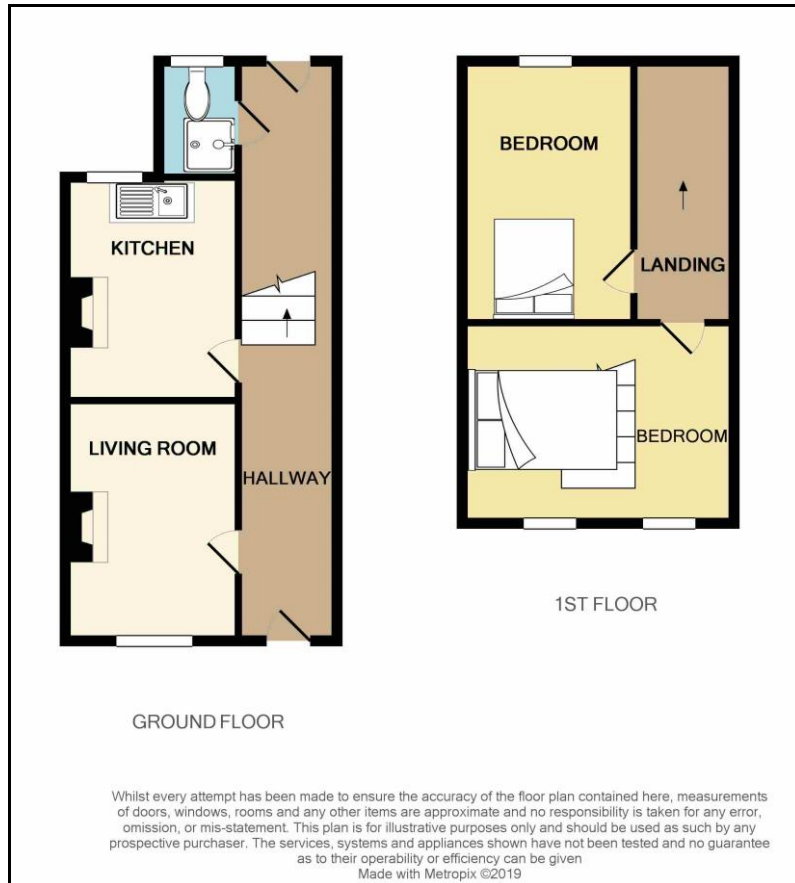 BEDROOM
KITCHEN
LANDING
LIVING ROOM
BEDROOM
HALLWAY
1ST FLOOR
GROUND FLOOR
Whilst every attempt has been made to ensure the accuracy of the floor plan contained here, measurements
of doors, windows, rooms and any other items are approximate and no responsibility is taken for any error,
omission, or mis-statement. This plan is for illustrative purposes only and should be used as such by any
prospective purchaser. The services, systems and appliances shown have not been tested and no guarantee
as to their operability or efficiency can be given
Made with Metropix ©2019